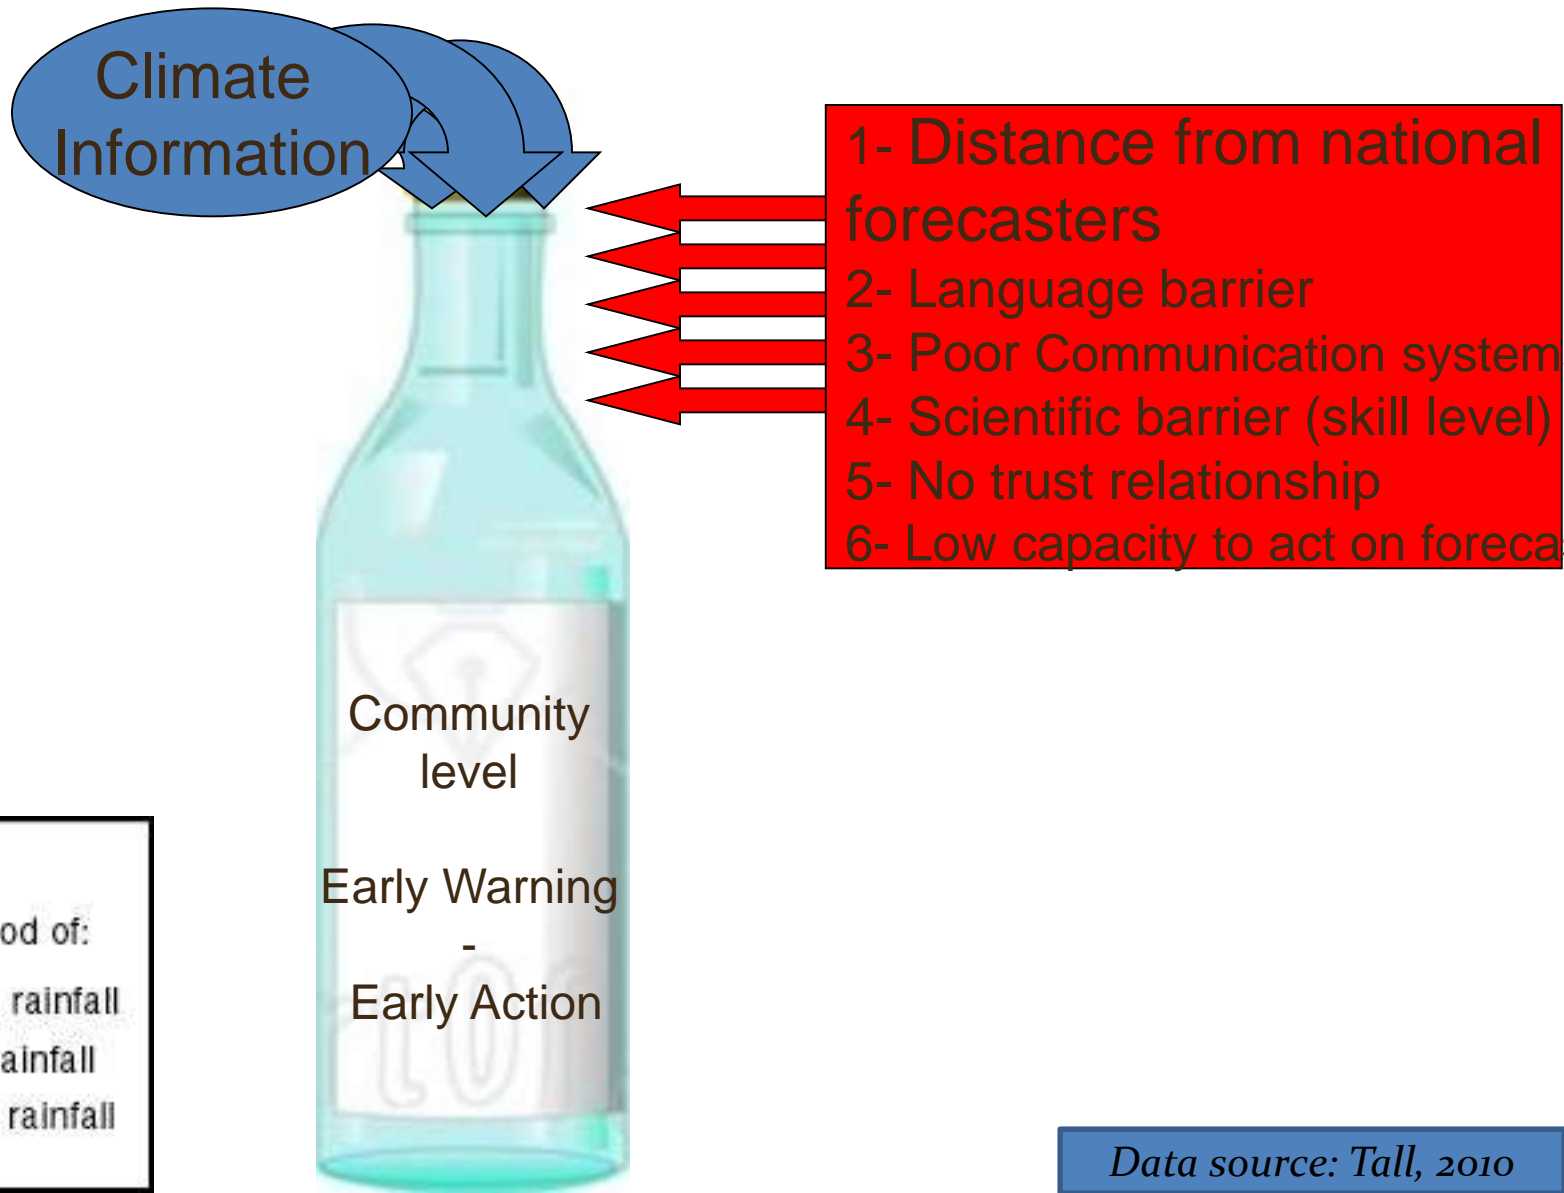 Climate
Information
1- Distance from national
forecasters
2- Language barrier
3- Poor Communication system
4- Scientific barrier (skill level)
5- No trust relationship
6- Low capacity to act on foreca
Community
level
Early Warning
-
Early Action
od of:
rainfall
ainfall
rainfall
Data source: Tall, 2010